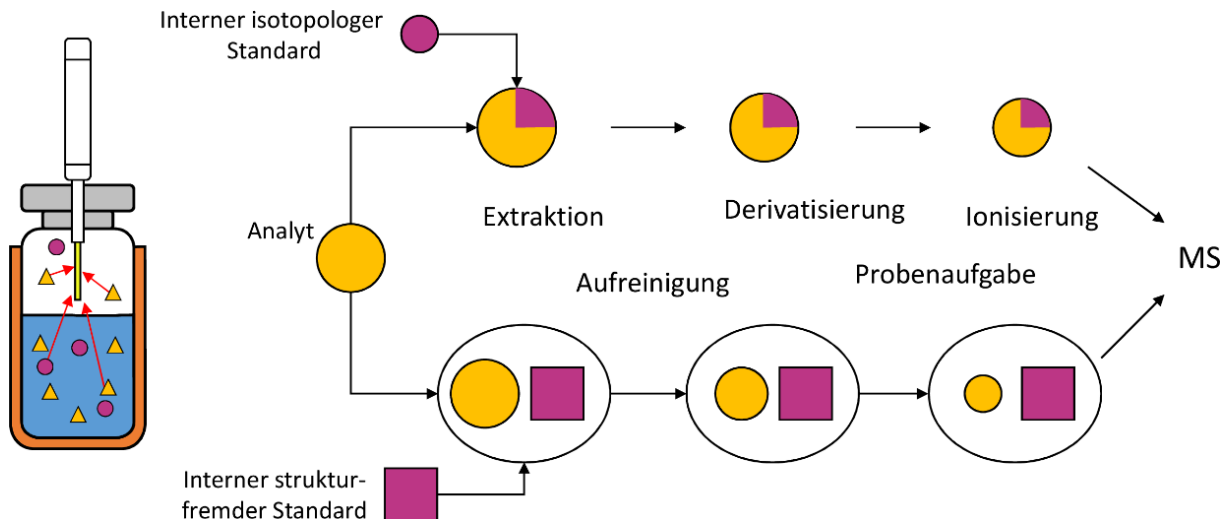 Interner isotopologer
Standard
Analyt
Extraktion
Derivatisierung
Ionisierung
Aufreinigung
Probenaufgabe
MS
Interner struktur-
fremder Standard